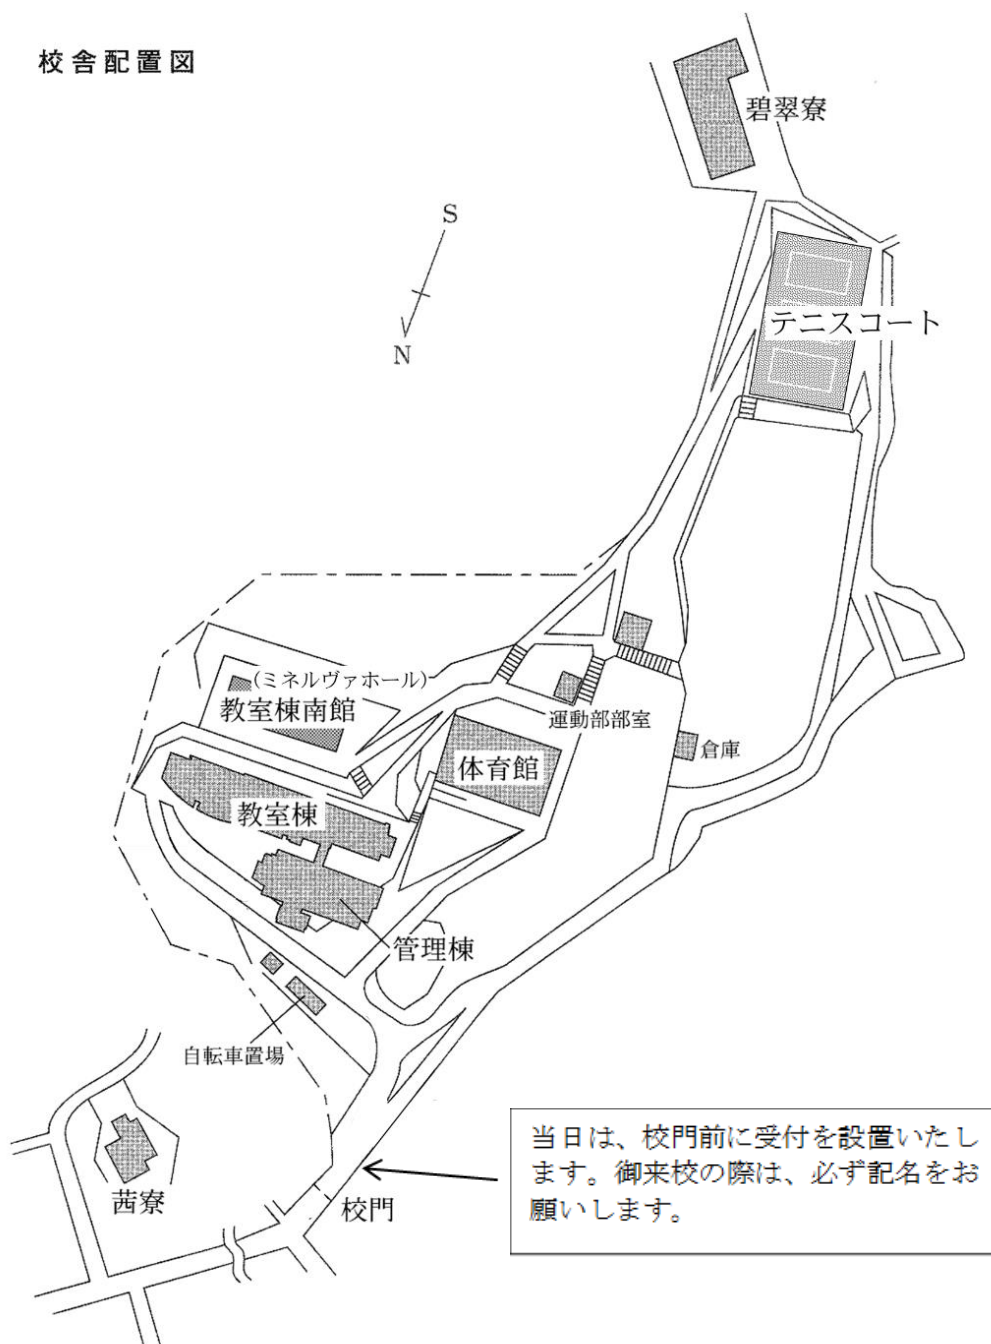 校舎配置図
碧翠寮
S
N
テニスコート
(ミネルヴァホール)
教室棟南館
運動部部室
体育館
倉庫
教室棟
管理棟
自転車置場
当日は、校門前に受付を設置いたし
ます。御来校の際は、必ず記名をお
願いします。
茜寮
校門